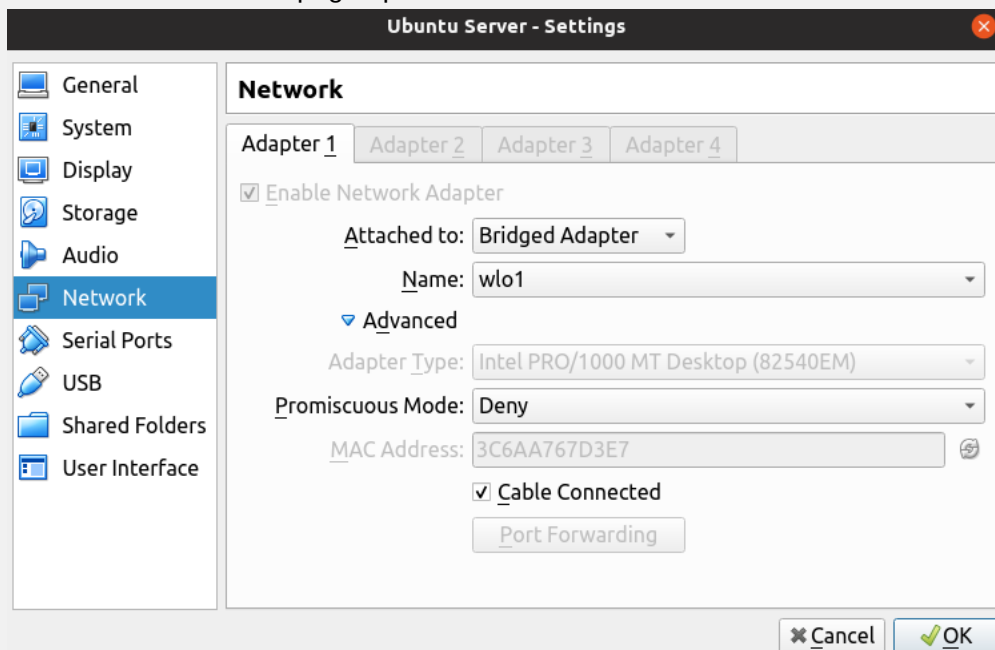 Ubuntu Server - Settings
General
System
Display
Storage
Audio
Network
Serial Ports
USB
Shared Folders
User Interface
Network
Adapter 1 Adapter 2 Adapter 3 Adapter 4
Enable Network Adapter
Attached to: Bridged Adapter
Name: wlo1
Advanced
Adapter Type: Intel PRO/1000 MT Desktop (82540EM)
Promiscuous Mode: Deny
MAC Address: 3C6AA767D3E7
Cable Connected
Port Forwarding
Cancel OK